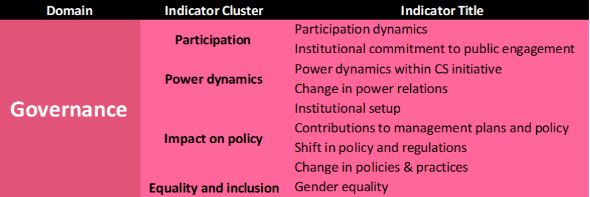 Domain Indicator Cluster Indicator Title
Governance
Participation
Participation dynamics
Institutional commitment to public engagement
Power dynamics
Power dynamics within CS initiative
Change in power relations
Institutional setup
Impact on policy
Contributions to management plans and policy
Shift in policy and regulations
Change in policies & practices
Equality and inclusion
Gender equality